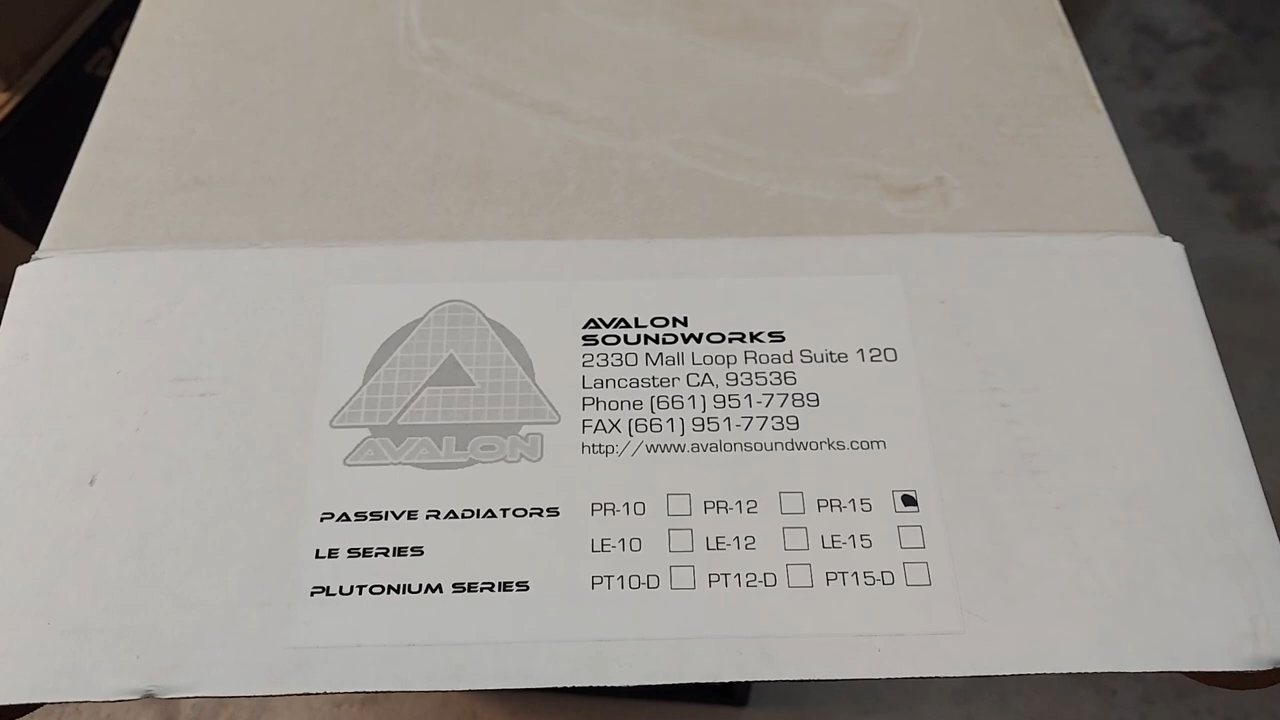 AVALON
AVALON
SOUNDWORKS
2330 Mall Loop Road Suite 120
Lancaster CA, 93536
Phone (661) 951-7789
FAX (661) 951-7739
http://www.avalonsoundworks.com
PASSIVE RADIATORS PR-10 PR-12 PR-15
LE SERIES LE-10 LE-12 LE-15
PLUTONIUM SERIES PT10-D PT12-D PT15-D